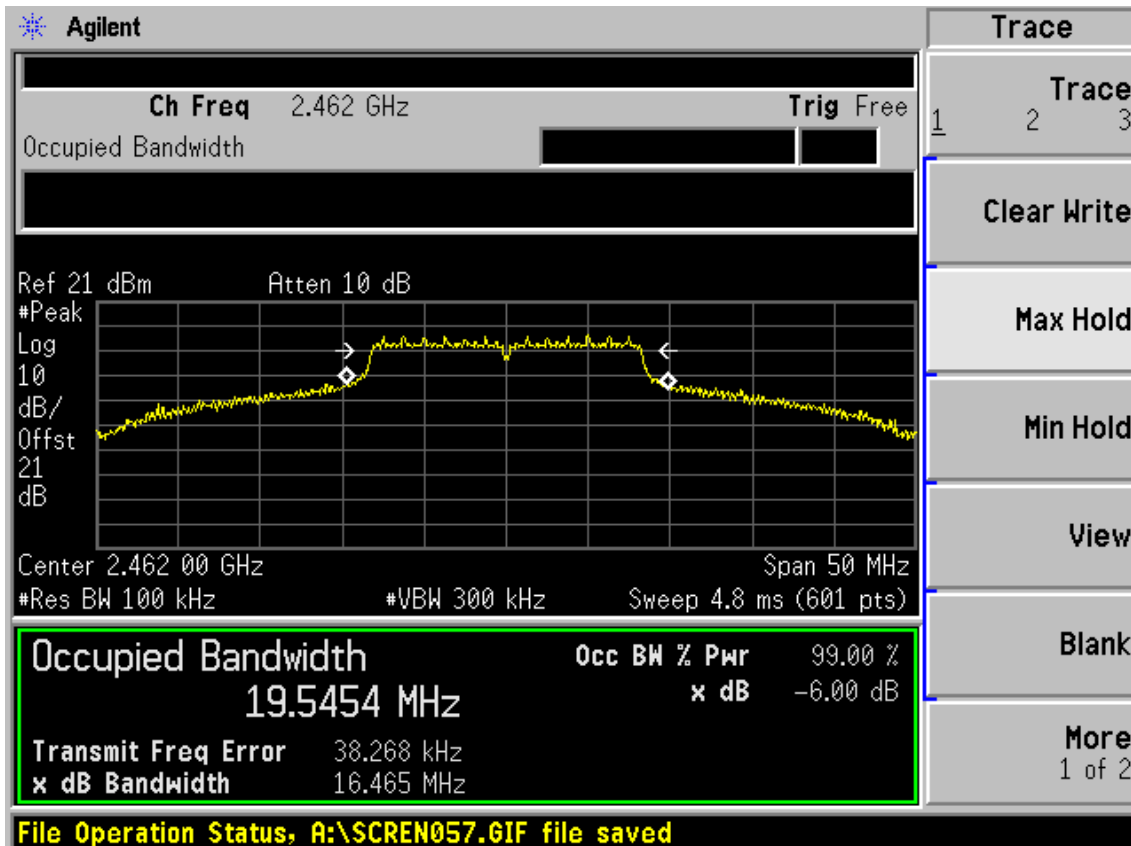 Agilent
Trace
Ch Freq 2.462 GHz Trig Free
Occupied Bandwidth
Trace
1 2 3
Clear Write
Max Hold
Min Hold
View
Blank
More
1 of 2
Ref 21 dBm Atten 10 dB
#Peak
Log
10
dB/
Offst
21
dB
Center 2.462 00 GHz Span 50 MHz
#Res BW 100 kHz #VBW 300 kHz Sweep 4.8 ms (601 pts)
Occupied Bandwidth
19.5454 MHz
Occ BW % Pwr 99.00 %
x dB -6.00 dB
Transmit Freq Error 38.268 kHz
x dB Bandwidth 16.465 MHz
File Operation Status, A:\SCREN057.GIF file saved